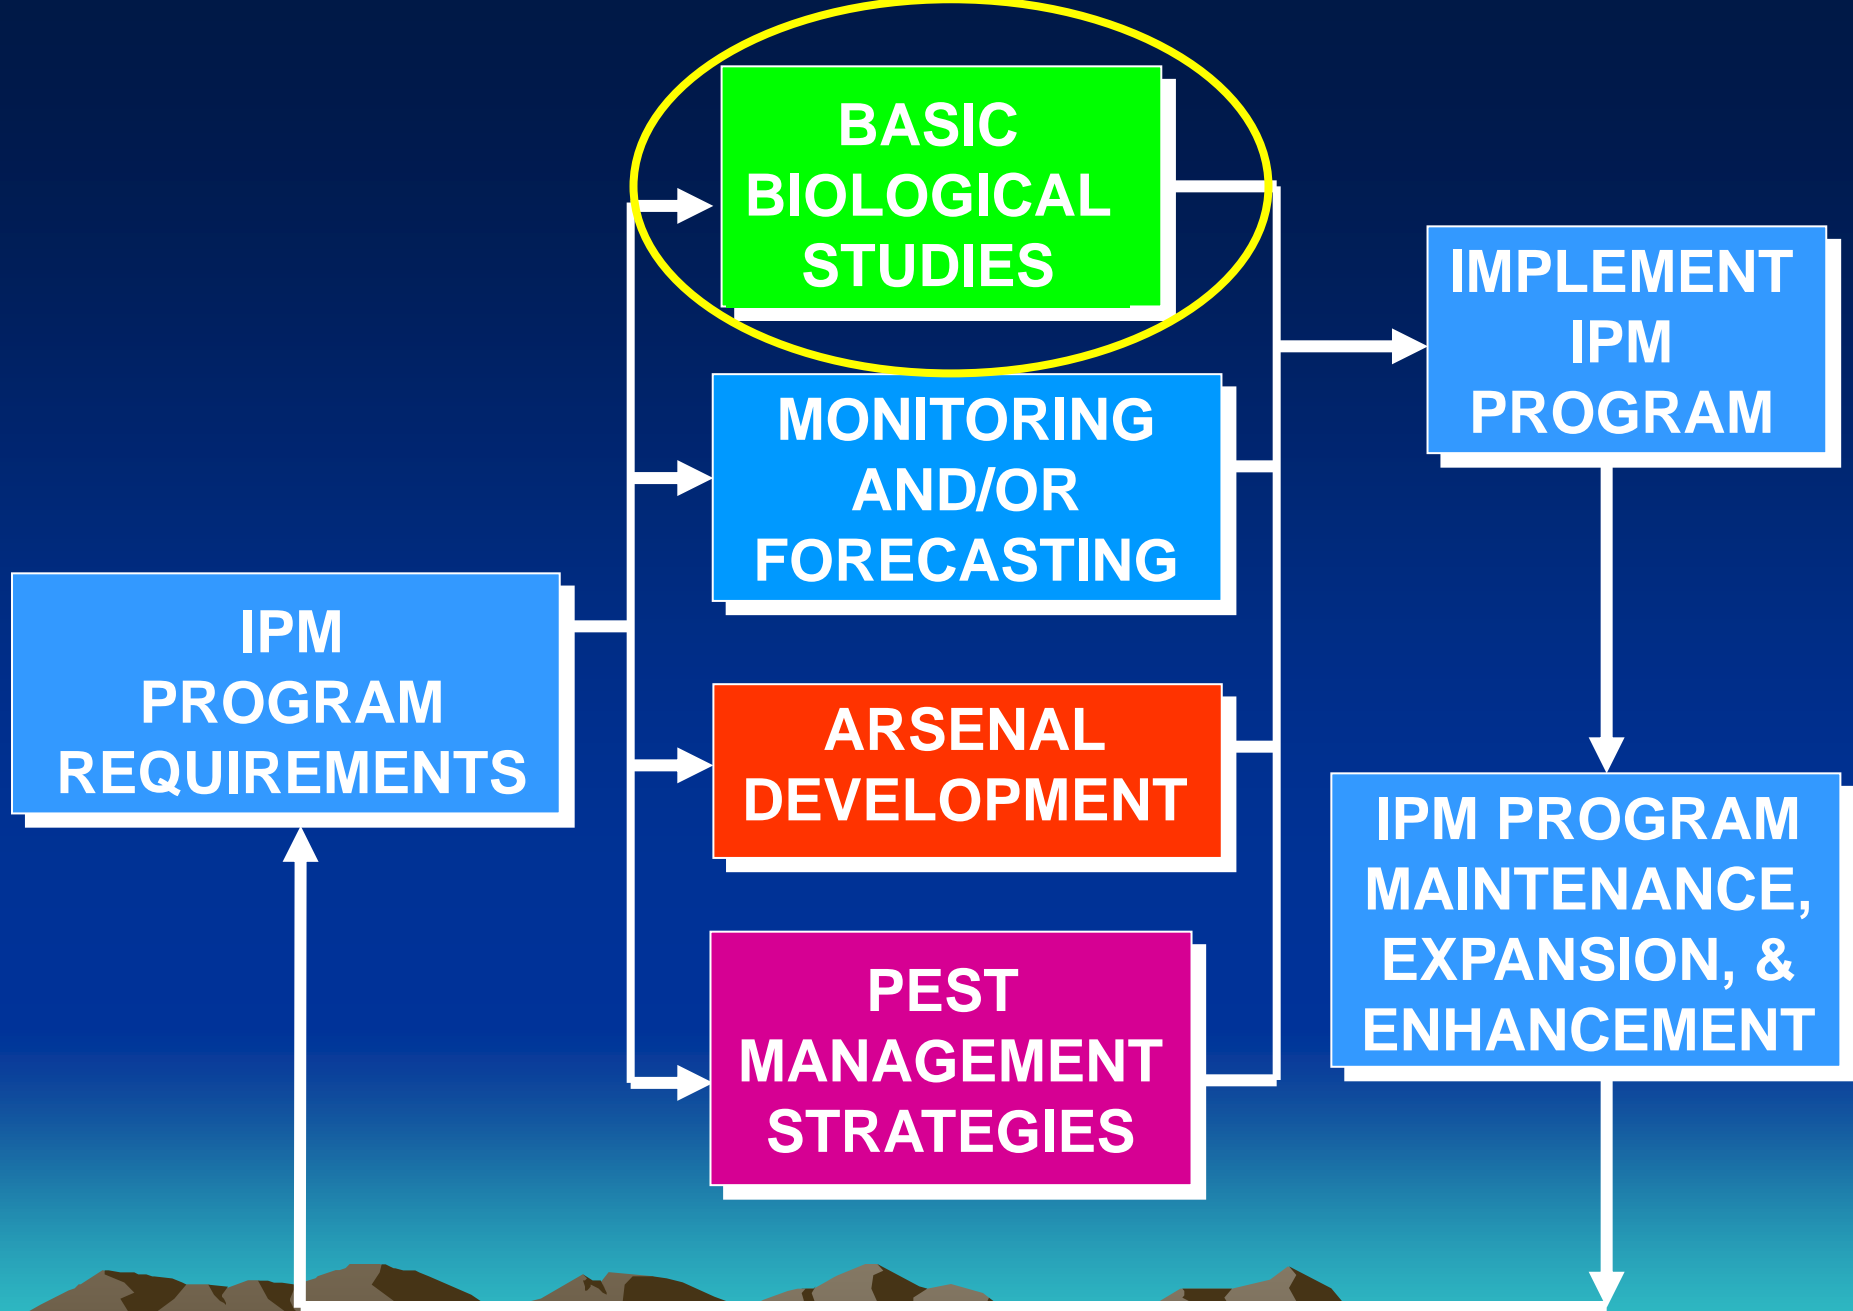 BASIC
BIOLOGICAL
STUDIES
MONITORING
AND/OR
FORECASTING
IPM
PROGRAM
REQUIREMENTS
ARSENAL
DEVELOPMENT
PEST
MANAGEMENT
STRATEGIES
IMPLEMENT
IPM
PROGRAM
IPM PROGRAM
MAINTENANCE,
EXPANSION, &
ENHANCEMENT